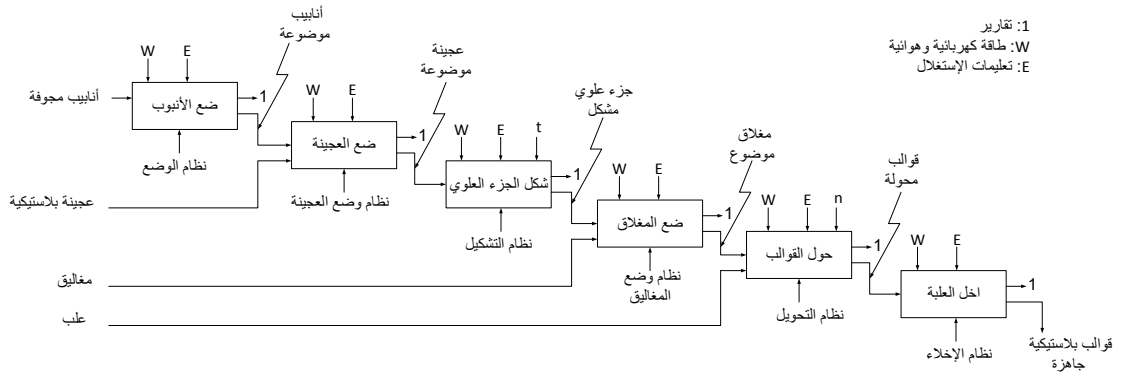 1: تقارير
W: طاقة كهربائية وهوائية
E: تعليمات الإستغلال
أنابيب
موضوعة
W
E
أنابيب مجوفة
ضع الأنبوب
1
نظام الوضع
عجينة
موضوعة
W
E
ضع العجينة
1
عجينة بلاستيكية
نظام وضع العجينة
جزء علوي
مشكل
W
E
t
شكل الجزء العلوي
1
نظام التشكيل
مغلاق
موضوع
W
E
ضع المغلاق
1
مغاليق
نظام وضع
المغاليق
قوالب
محولة
W
E
n
حول القوالب
1
علب
نظام التحويل
W
E
اخل العلبة
1
نظام الإخلاء
قوالب بلاستيكية
جاهزة